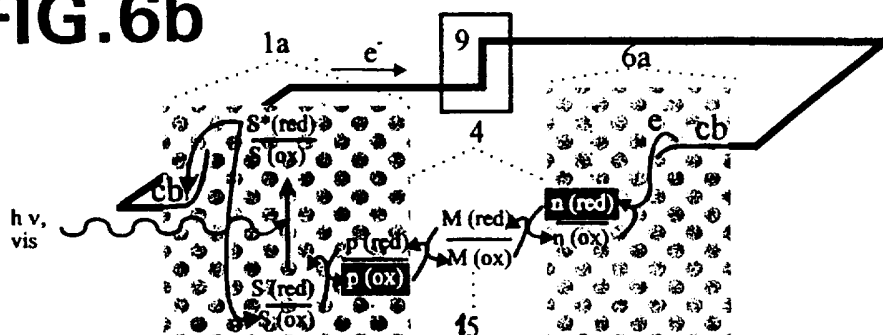 FIG.6b
1a
e-
9
6a
4
S*(red)
S (ox)
cb
e
cb
hν,
vis
n (red)
n (ox)
M (red)
M (ox)
p (red)
p (ox)
S (red)
S (ox)
15